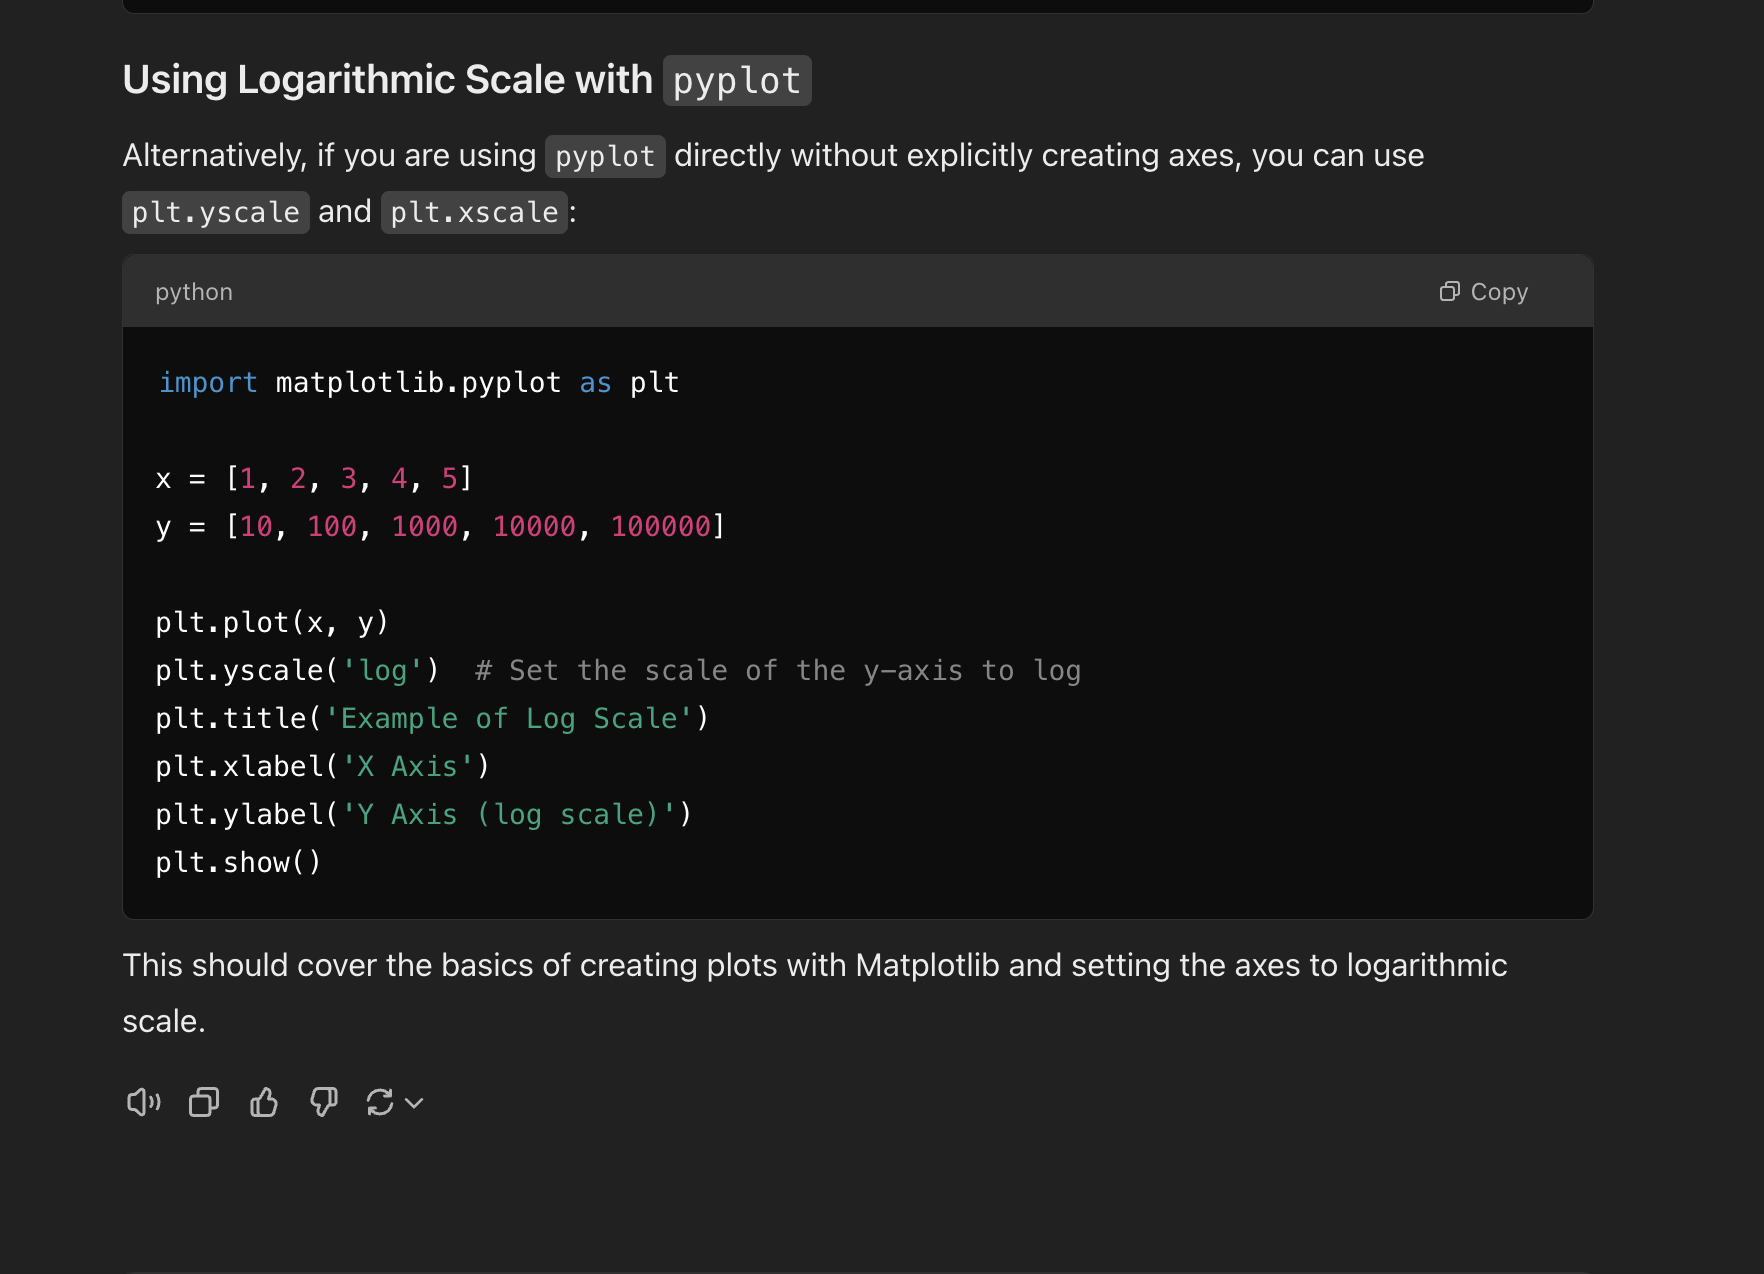 Using Logarithmic Scale with pyplot
Alternatively, if you are using pyplot directly without explicitly creating axes, you can use
plt.yscale and plt.xscale:
python
Copy
import matplotlib.pyplot as plt
x = [1, 2, 3, 4, 5]
y = [10, 100, 1000, 10000, 100000]
plt.plot(x, y)
plt.yscale('log')  # Set the scale of the y-axis to log
plt.title('Example of Log Scale')
plt.xlabel('X Axis')
plt.ylabel('Y Axis (log scale)')
plt.show()
This should cover the basics of creating plots with Matplotlib and setting the axes to logarithmic
scale.